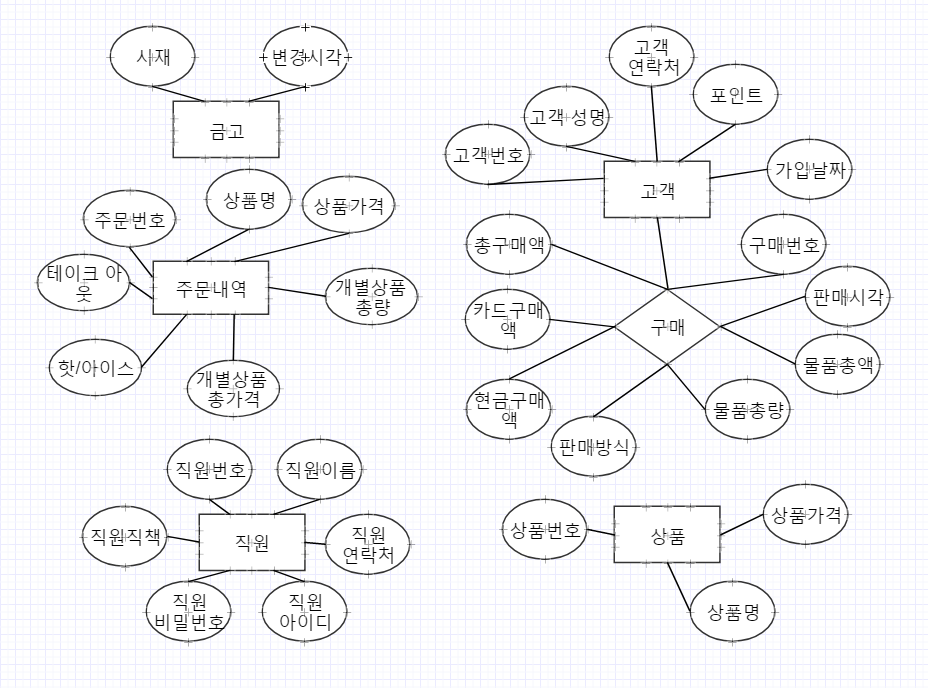 시재
변경시각
금고
고객
연락처
포인트
고객 성명
고객번호
고객
가입날짜
상품명
상품가격
주문번호
테이크 아
웃
주문내역
개별상품
총량
핫/아이스
개별상품
총가격
총구매액
구매번호
판매시각
카드구매
액
구매
물품총액
현금구매
액
물품총량
판매방식
직원번호
직원이름
직원직책
직원
직원
연락처
직원
비밀번호
직원
아이디
상품번호
상품
상품가격
상품명